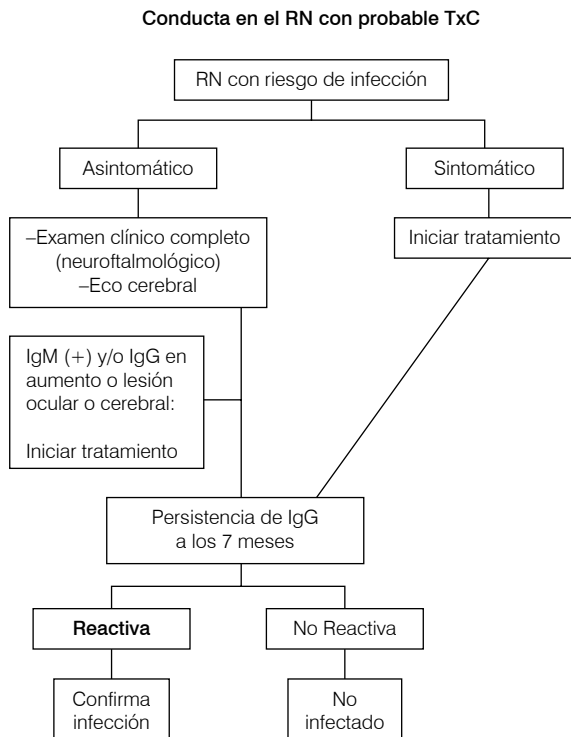 Conducta en el RN con probable TxC
RN con riesgo de infección
Asintomático
Sintomático
–Examen clínico completo
(neuroftalmológico)
–Eco cerebral
Iniciar tratamiento
IgM (+) y/o IgG en
aumento o lesión
ocular o cerebral:
Iniciar tratamiento
Persistencia de IgG
a los 7 meses
Reactiva
No Reactiva
Confirma
infección
No
infectado